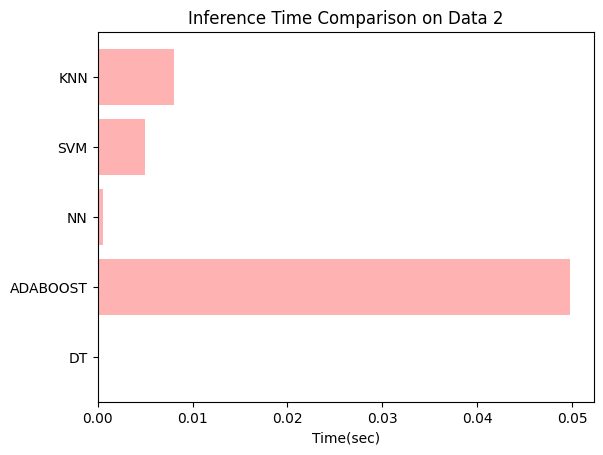 Inference Time Comparison on Data 2
KNN
SVM
NN
ADABOOST
DT
0.00 0.01 0.02 0.03 0.04 0.05
Time(sec)